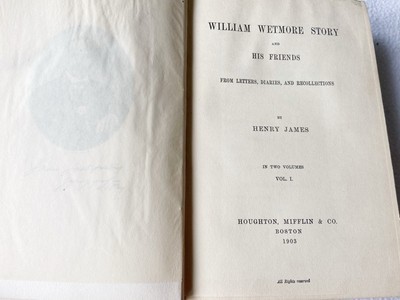 WILLIAM WETMORE STORY
AND
HIS FRIENDS
FROM LETTERS, DIARIES, AND RECOLLECTIONS
BY
HENRY JAMES
IN TWO VOLUMES
VOL. I.
HOUGHTON, MIFFLIN & CO.
BOSTON
1903
All Rights reserved